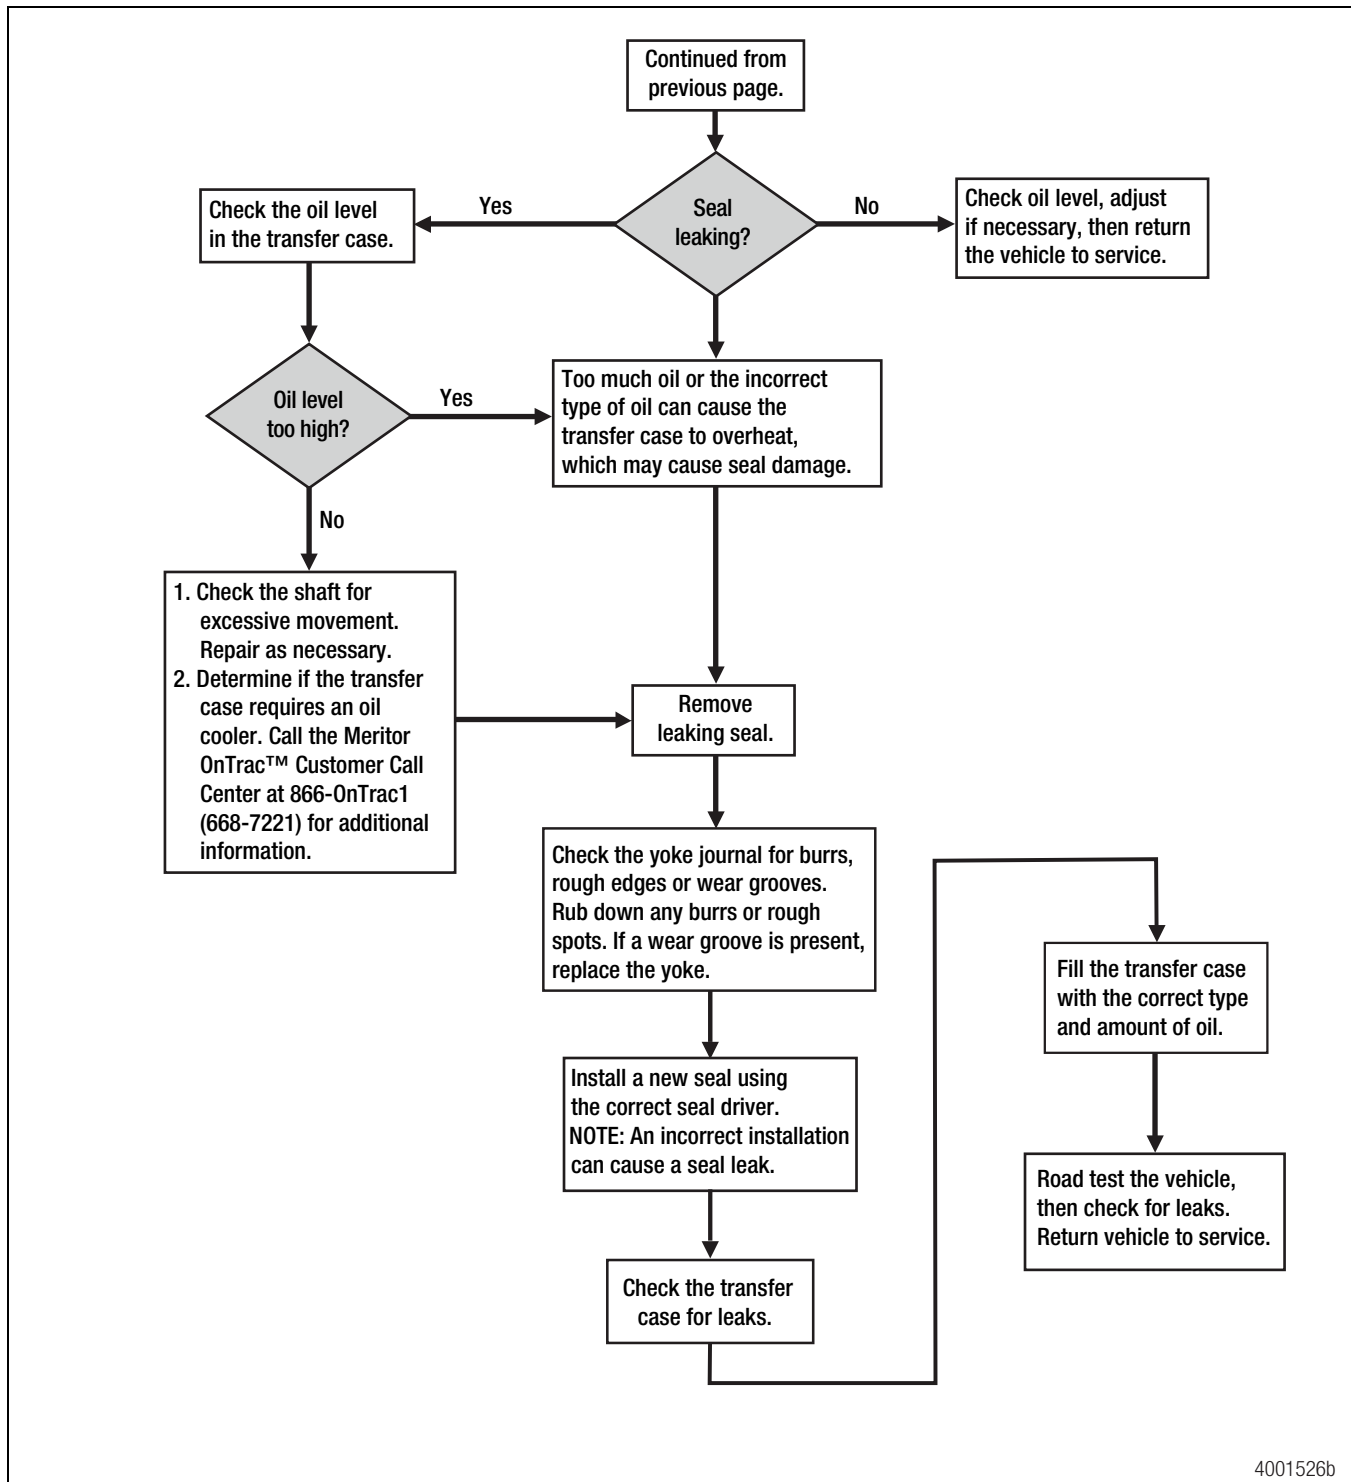 Continued from
previous page.
Seal
leaking?
Yes
No
Check the oil level
in the transfer case.
Check oil level, adjust
if necessary, then return
the vehicle to service.
Oil level
too high?
Yes
No
Too much oil or the incorrect
type of oil can cause the
transfer case to overheat,
which may cause seal damage.
1. Check the shaft for
excessive movement.
Repair as necessary.
2. Determine if the transfer
case requires an oil
cooler. Call the Meritor
OnTrac™ Customer Call
Center at 866-OnTrac1
(668-7221) for additional
information.
Remove
leaking seal.
Check the yoke journal for burrs,
rough edges or wear grooves.
Rub down any burrs or rough
spots. If a wear groove is present,
replace the yoke.
Install a new seal using
the correct seal driver.
NOTE: An incorrect installation
can cause a seal leak.
Check the transfer
case for leaks.
Fill the transfer case
with the correct type
and amount of oil.
Road test the vehicle,
then check for leaks.
Return vehicle to service.
4001526b